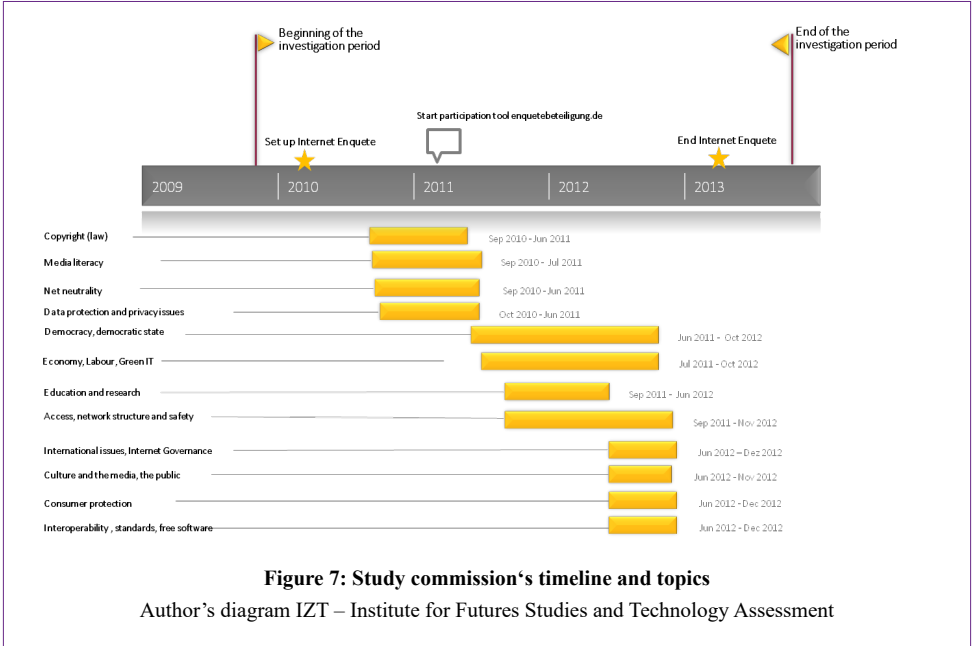 Beginning of the
investigation period
End of the
investigation period
Start participation tool enquetebeteiligung.de
Set up Internet Enquete
End Internet Enquete
2009
2010
2011
2012
2013
Copyright (law)
Sep 2010 - Jun 2011
Media literacy
Sep 2010 - Jul 2011
Net neutrality
Sep 2010 - Jun 2011
Data protection and privacy issues
Oct 2010 - Jun 2011
Democracy, democratic state
Jun 2011 - Oct 2012
Economy, Labour, Green IT
Jul 2011 - Oct 2012
Education and research
Sep 2011 - Jun 2012
Access, network structure and safety
Sep 2011 - Nov 2012
International issues, Internet Governance
Jun 2012 – Dez 2012
Culture and the media, the public
Jun 2012 - Nov 2012
Consumer protection
Jun 2012 - Dec 2012
Interoperability , standards, free software
Jun 2012 - Dec 2012
Figure 7: Study commission‘s timeline and topics
Author’s diagram IZT – Institute for Futures Studies and Technology Assessment